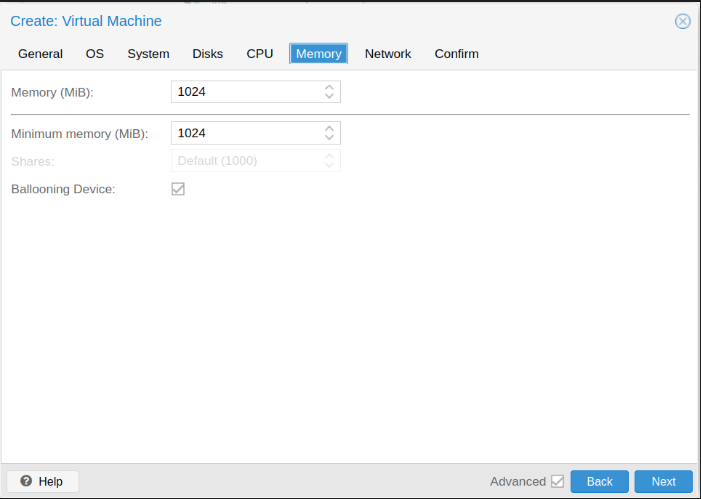 Create: Virtual Machine
General OS System Disks CPU Memory Network Confirm
Memory (MiB): 1024
Minimum memory (MiB): 1024
Shares: Default (1000)
Ballooning Device:
Help Advanced Back Next